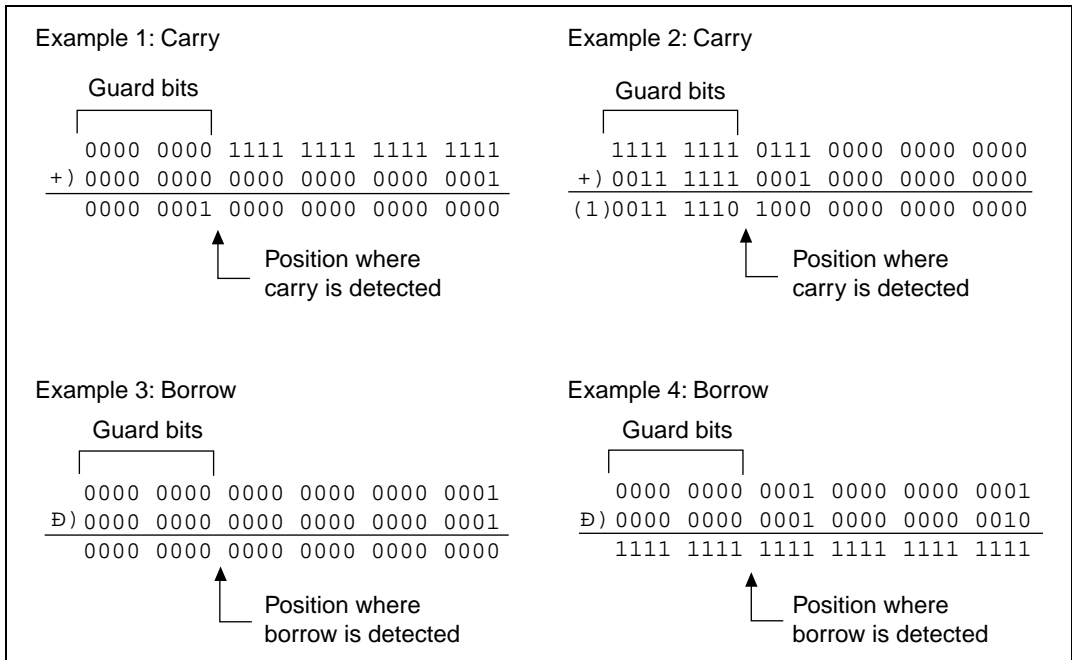 Example 1: Carry
Guard bits
0000 0000 1111 1111 1111 1111
+) 0000 0000 0000 0000 0000 0001
0000 0001 0000 0000 0000 0000
Position where
carry is detected
Example 2: Carry
Guard bits
1111 1111 0111 0000 0000 0000
+) 0011 1111 0001 0000 0000 0000
(1)0011 1110 1000 0000 0000 0000
Position where
carry is detected
Example 3: Borrow
Guard bits
0000 0000 0000 0000 0000 0001
Ð) 0000 0000 0000 0000 0000 0001
0000 0000 0000 0000 0000 0000
Position where
borrow is detected
Example 4: Borrow
Guard bits
0000 0000 0001 0000 0000 0001
Ð) 0000 0000 0001 0000 0000 0010
1111 1111 1111 1111 1111 1111
Position where
borrow is detected